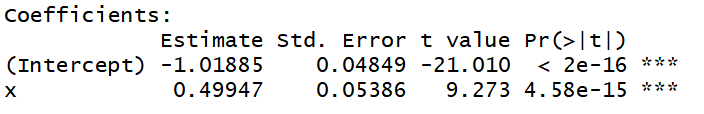 Coefficients:
            Estimate Std. Error t value Pr(>|t|)
(Intercept) -1.01885    0.04849 -21.010  < 2e-16 ***
x            0.49947    0.05386   9.273 4.58e-15 ***